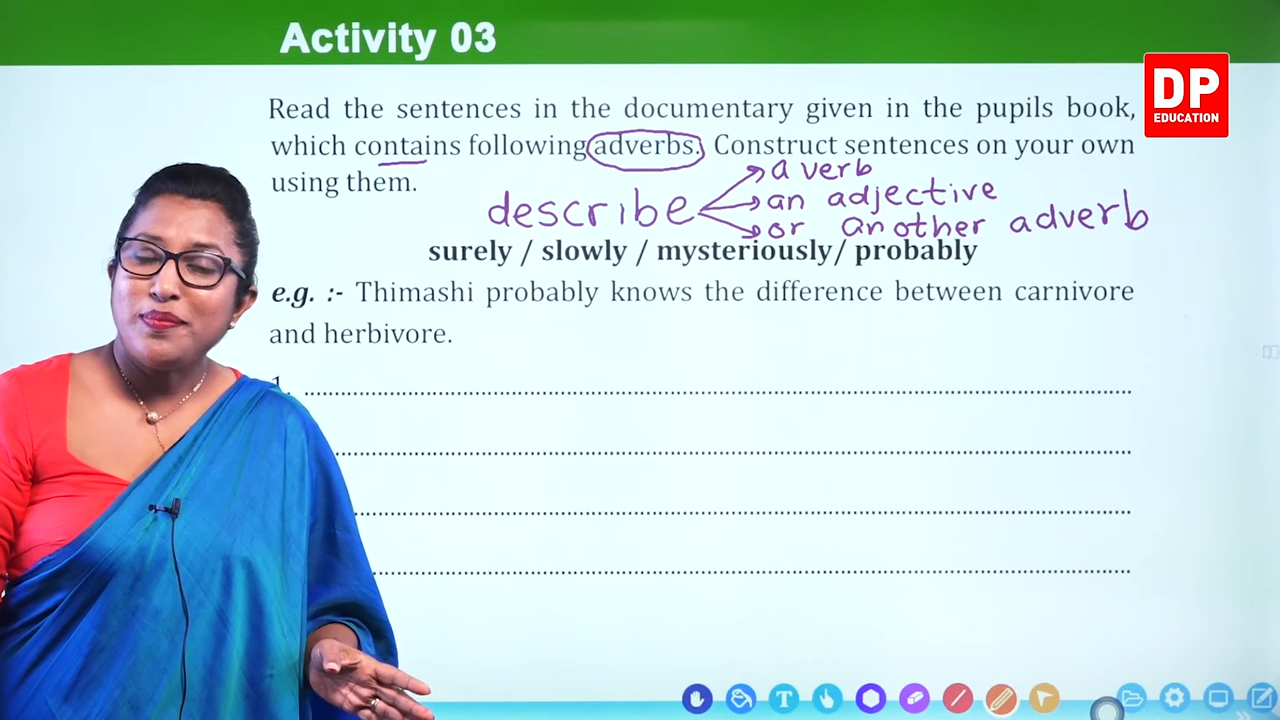 Activity 03
DP
EDUCATION
Read the sentences in the documentary given in the pupils book,
which contains following adverbs. Construct sentences on your own
using them.
describe
a verb
an adjective
or another adverb
surely / slowly / mysteriously/ probably
e.g. :- Thimashi probably knows the difference between carnivore
and herbivore.
1. ................................................................
................................................................
................................................................
................................................................
T